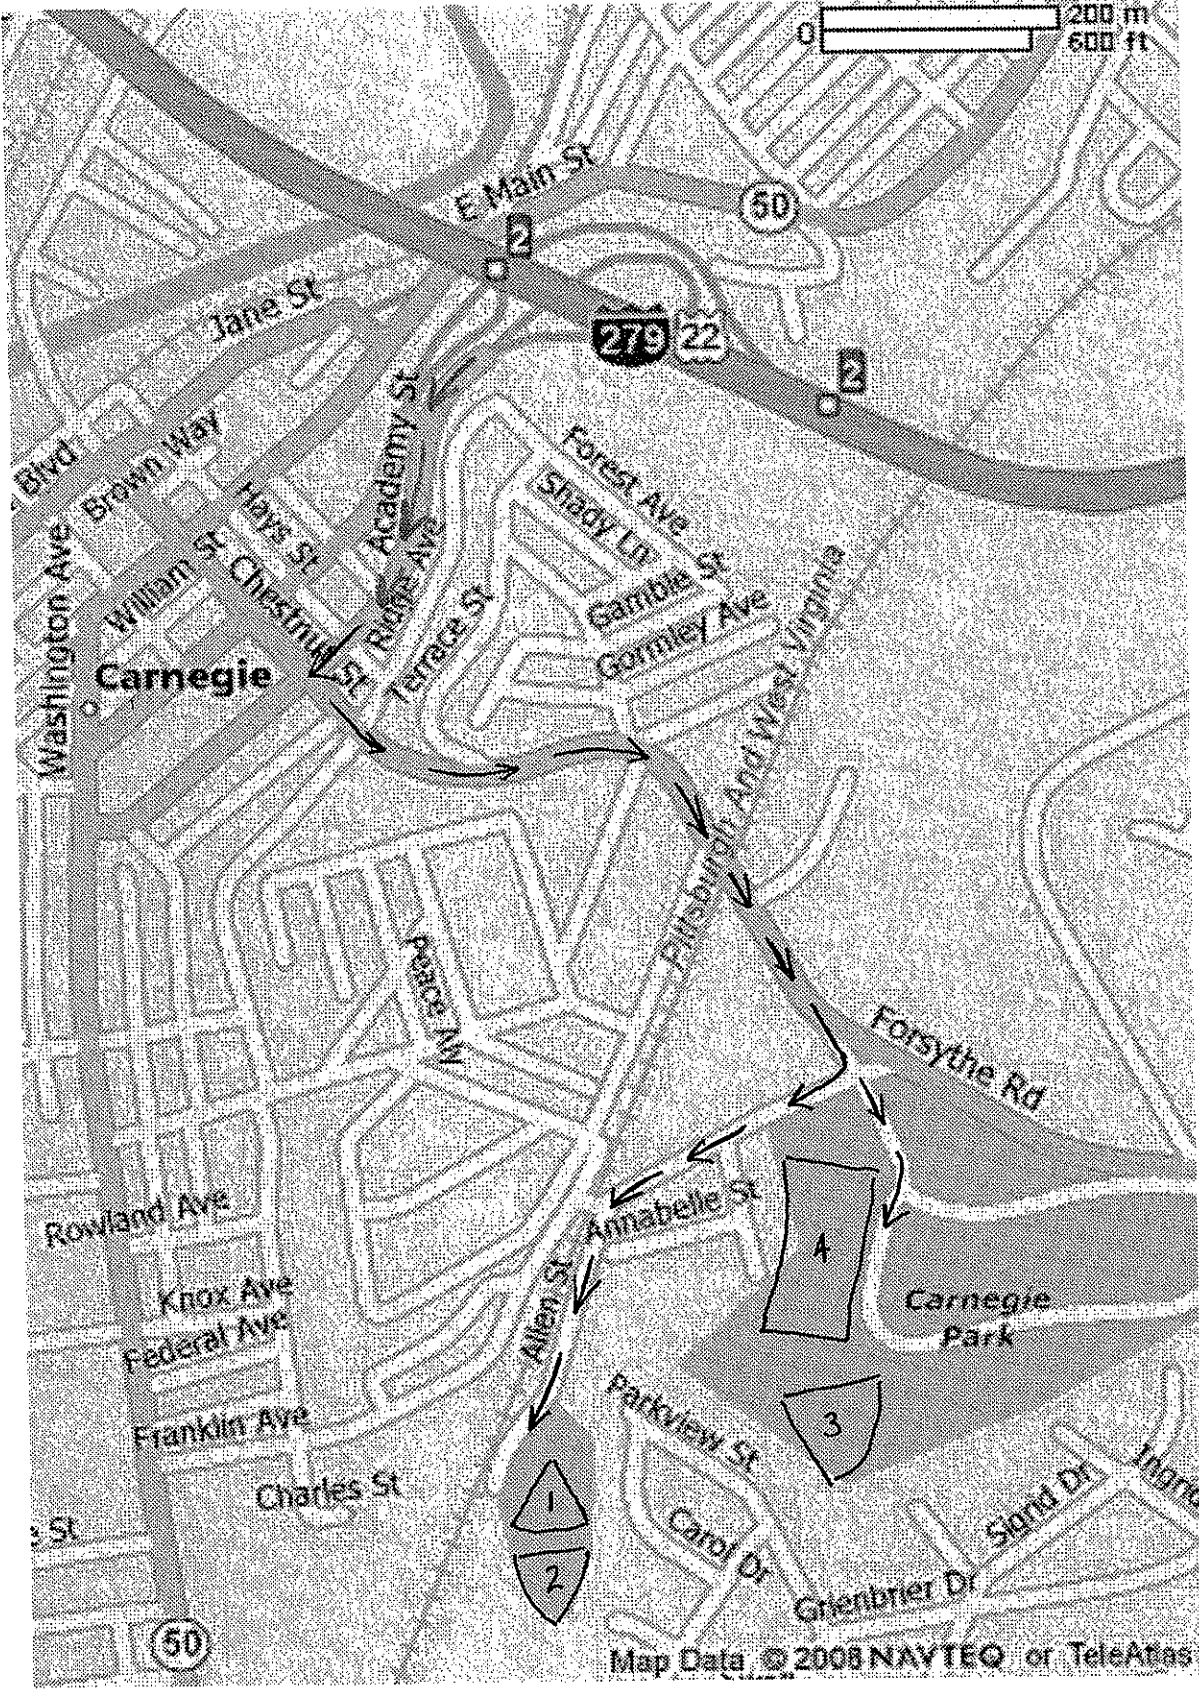 200 m
0
600 ft
E Main St
50
2
Jane St
279
22
2
Blvd
Brown Way
Academy St
Forest Ave
Shady Ln
Hays St
Ridge Ave
Washington Ave
William St
Chestnut St
Gamble St
Gormley Ave
Terrace St
Carnegie
Pittsburgh And West Virginia
Peace Aly
Forsythe Rd
Rowland Ave
Annabelle St
4
Knox Ave
Carnegie
Park
Federal Ave
Allen St
Parkview St
3
Franklin Ave
Charles St
1
Sigrid Dr
Carol Dr
2
e St
Grienbrier Dr
50
Map Data © 2008 NAVTEQ or TeleAtlas